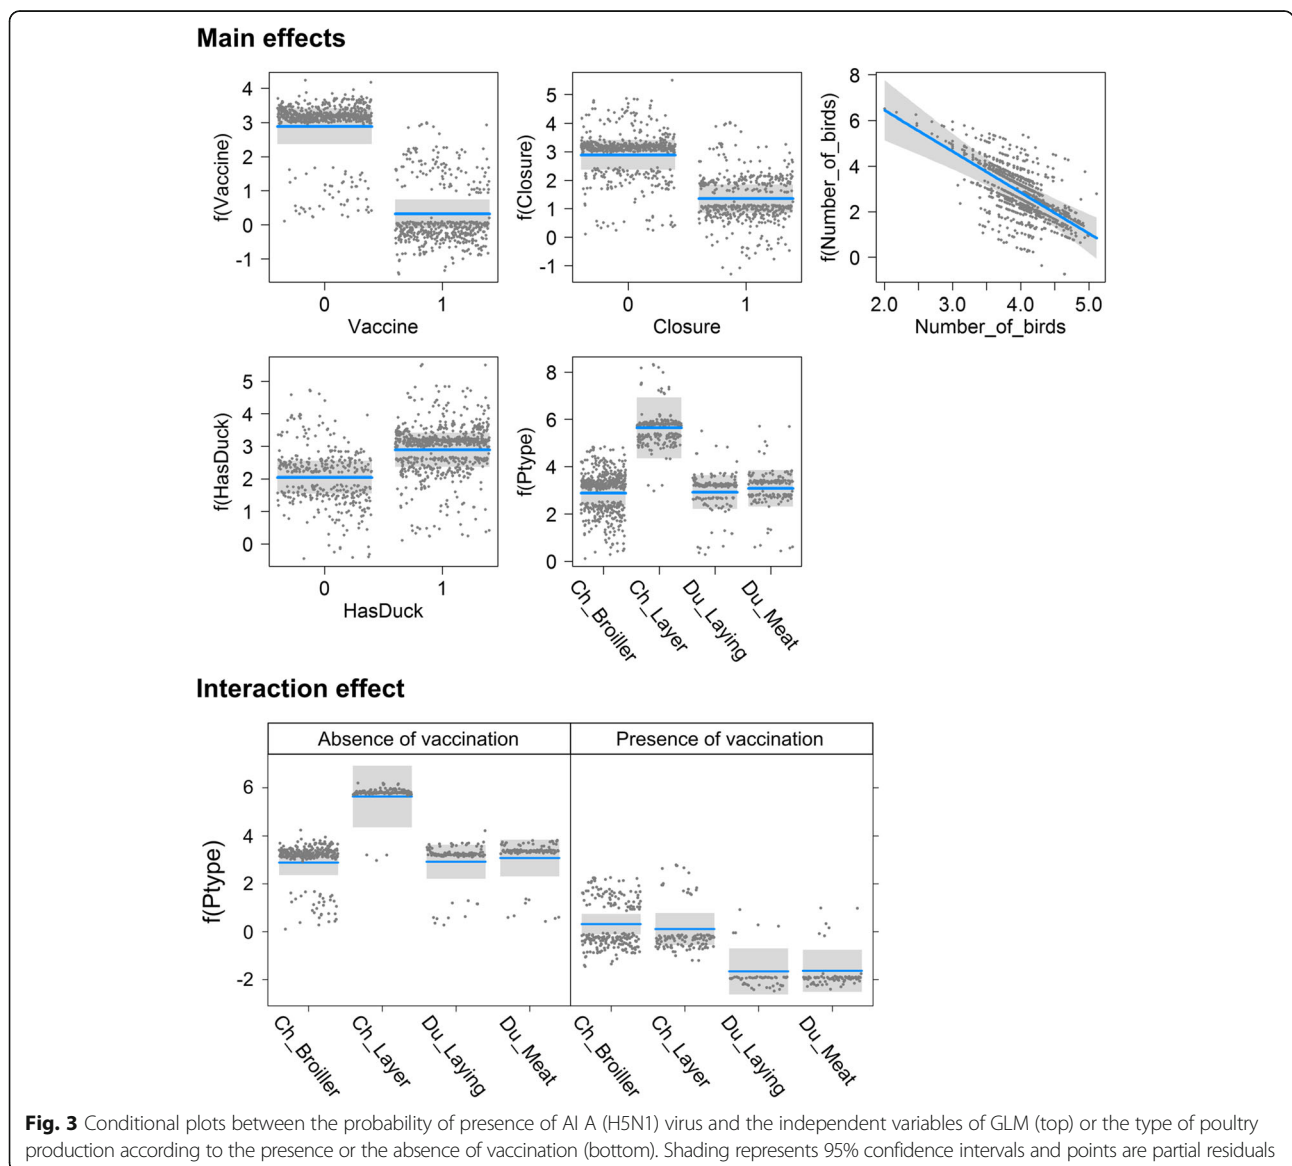 Main effects
f(Vaccine)
4
3
2
1
0
-1
0 1
Vaccine
f(Closure)
5
4
3
2
1
0
-1
0 1
Closure
f(Number_of_birds)
8
6
4
2
0
2.0 3.0 4.0 5.0
Number_of_birds
f(HasDuck)
5
4
3
2
1
0
0 1
HasDuck
f(Ptype)
8
6
4
2
0
Ch_Broiller
Ch_Layer
Du_Laying
Du_Meat
Interaction effect
Absence of vaccination Presence of vaccination
f(Ptype)
6
4
2
0
-2
Ch_Broiller
Ch_Layer
Du_Laying
Du_Meat
Ch_Broiller
Ch_Layer
Du_Laying
Du_Meat
Fig. 3 Conditional plots between the probability of presence of AI A (H5N1) virus and the independent variables of GLM (top) or the type of poultry
production according to the presence or the absence of vaccination (bottom). Shading represents 95% confidence intervals and points are partial residuals